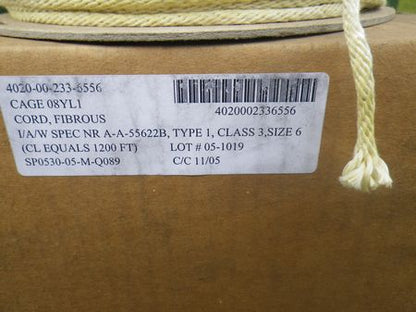 4020-00-233-6556
CAGE 08YL1
4020002336556
CORD, FIBROUS
I/A/W SPEC NR A-A-55622B, TYPE 1, CLASS 3,SIZE 6
(CL EQUALS 1200 FT) LOT # 05-1019
SP0530-05-M-Q089 C/C 11/05